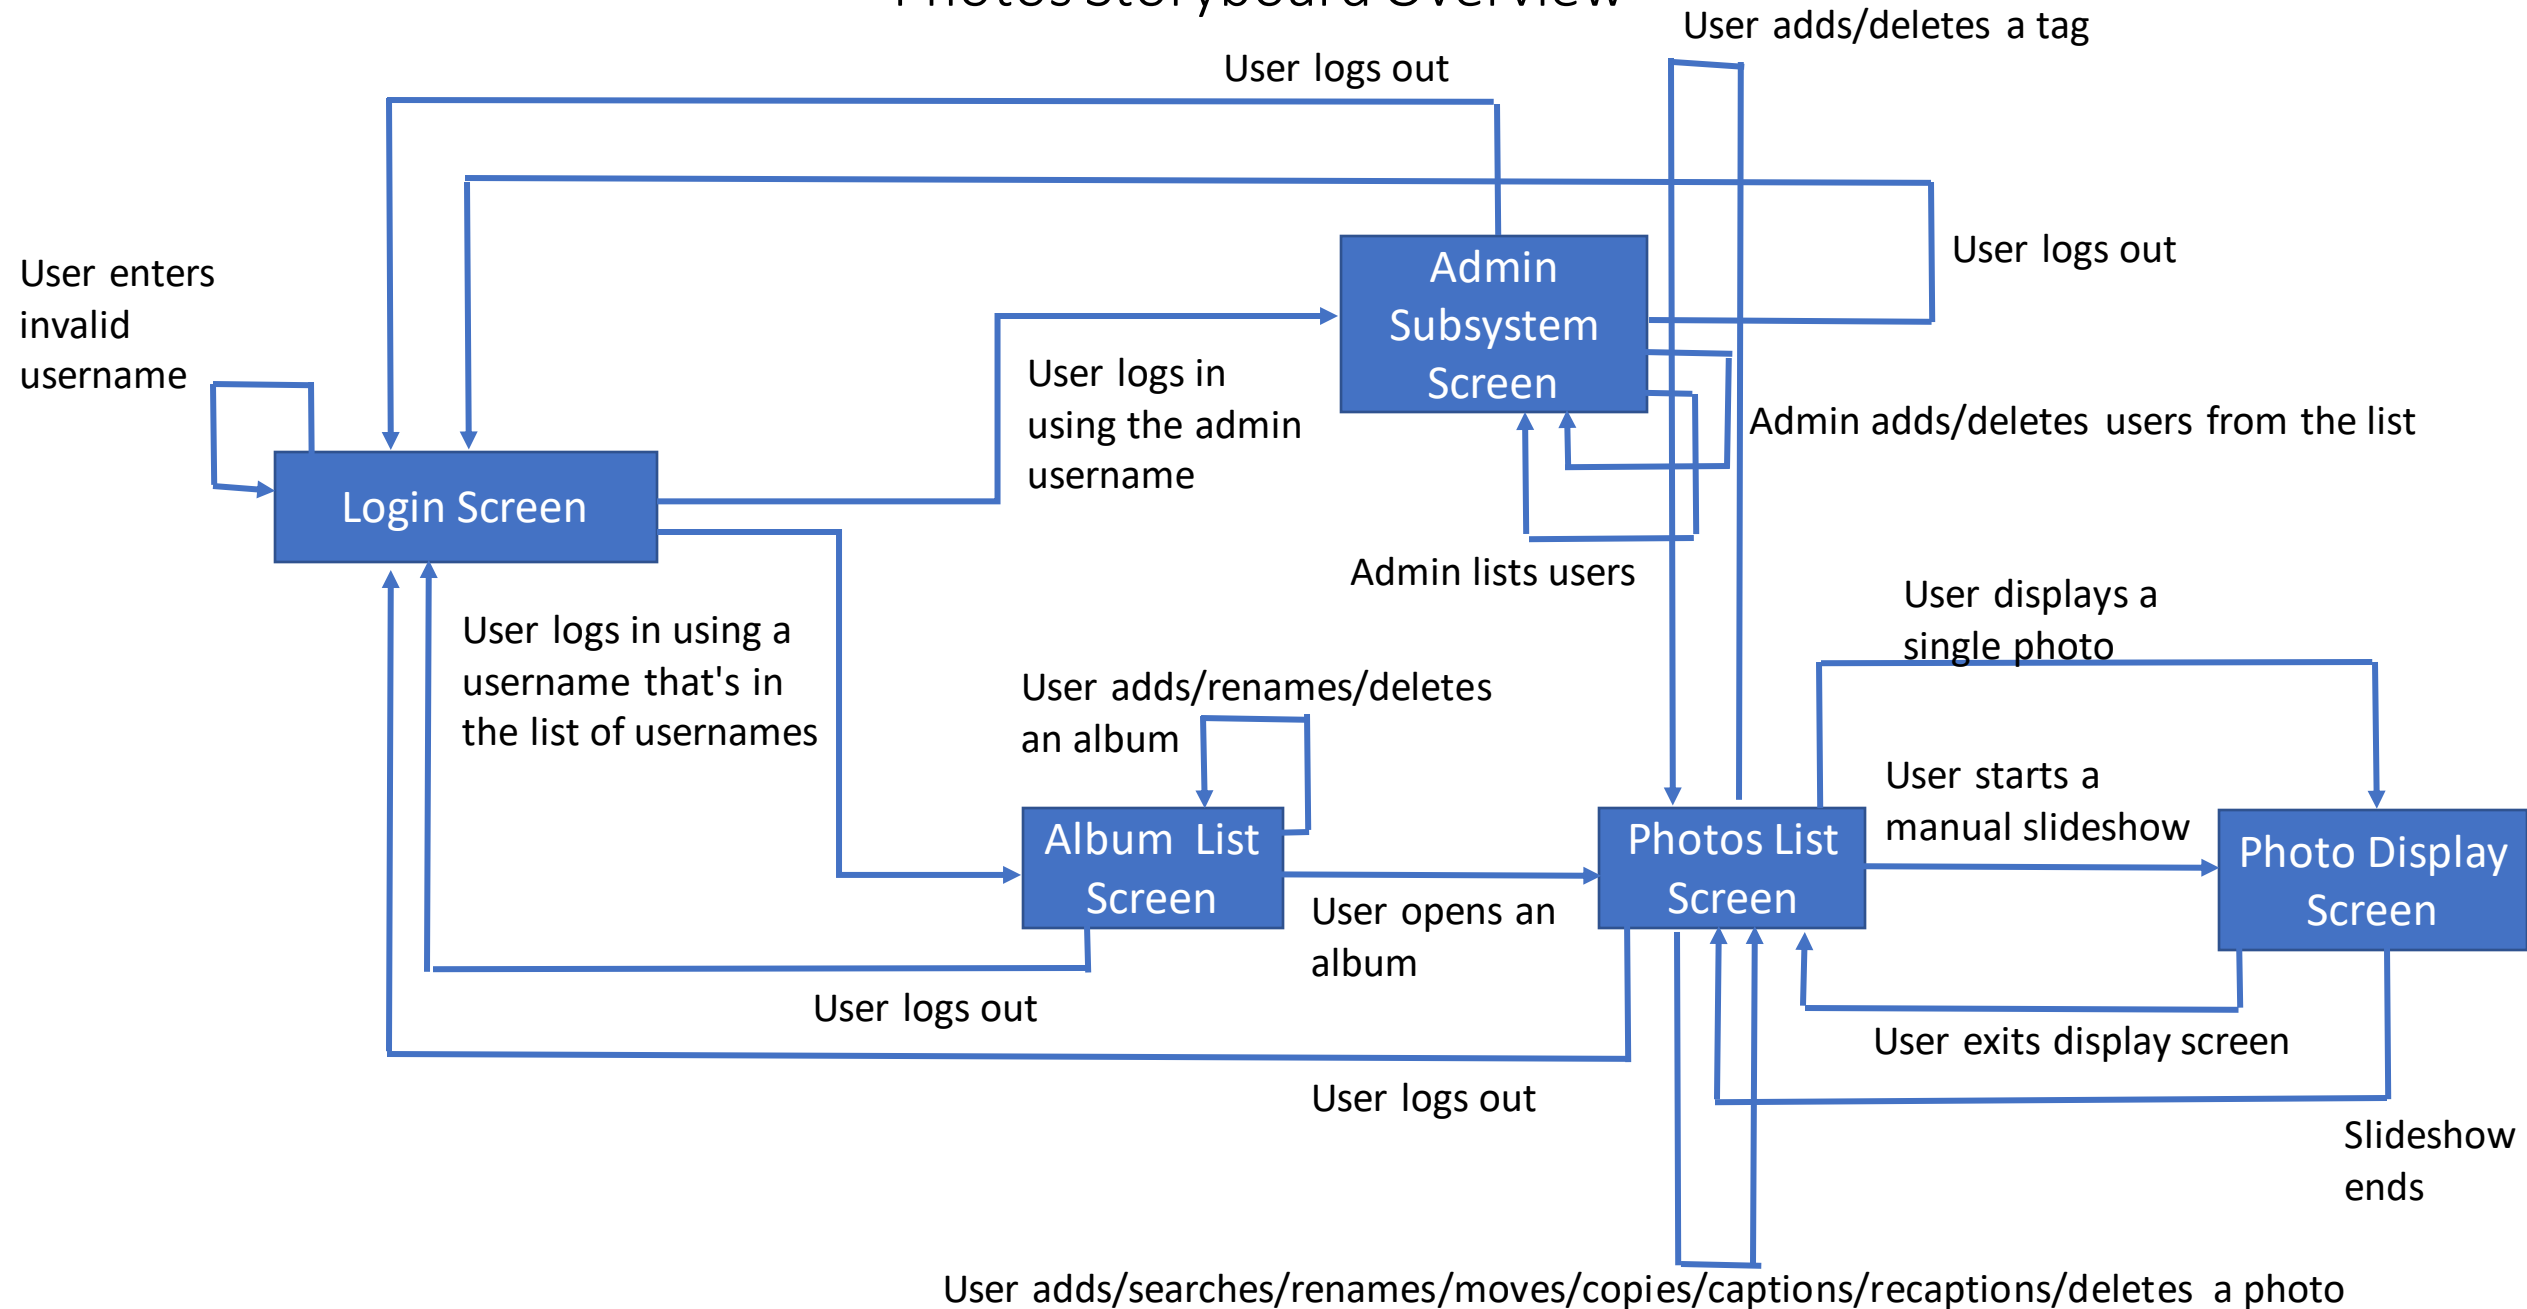 Photos Storyboard Overview
User adds/deletes a tag
User logs out
User logs out
User enters
invalid
username
Admin
Subsystem
Screen
User logs in
using the admin
username
Admin adds/deletes users from the list
Login Screen
Admin lists users
User displays a
single photo
User logs in using a
username that's in
the list of usernames
User adds/renames/deletes
an album
User starts a
manual slideshow
Album List
Screen
Photos List
Screen
Photo Display
Screen
User opens an
album
User logs out
User exits display screen
User logs out
Slideshow
ends
User adds/searches/renames/moves/copies/captions/recaptions/deletes a photo